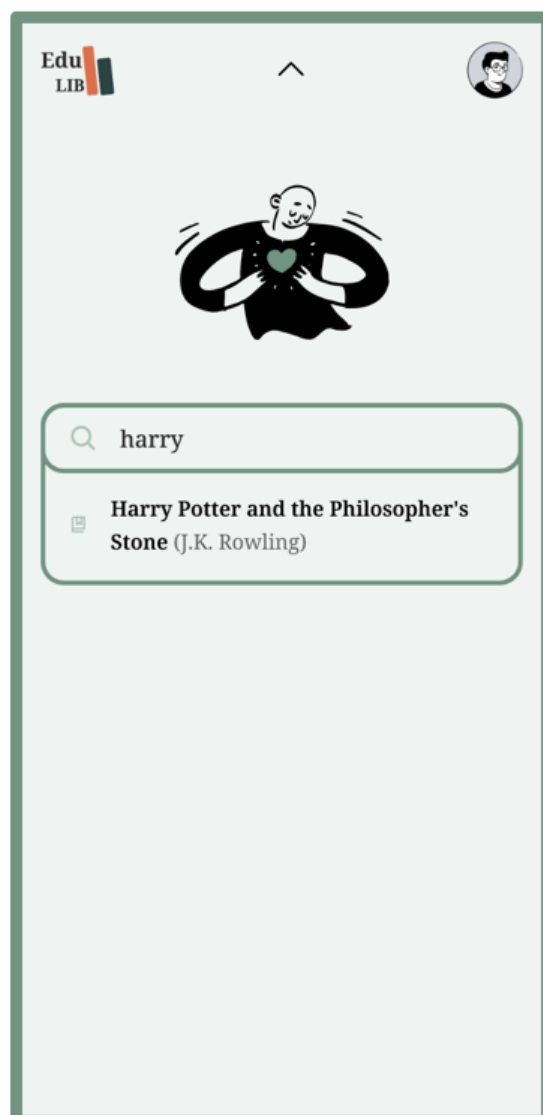 Edu
LIB
harry
Harry Potter and the Philosopher's
Stone (J.K. Rowling)